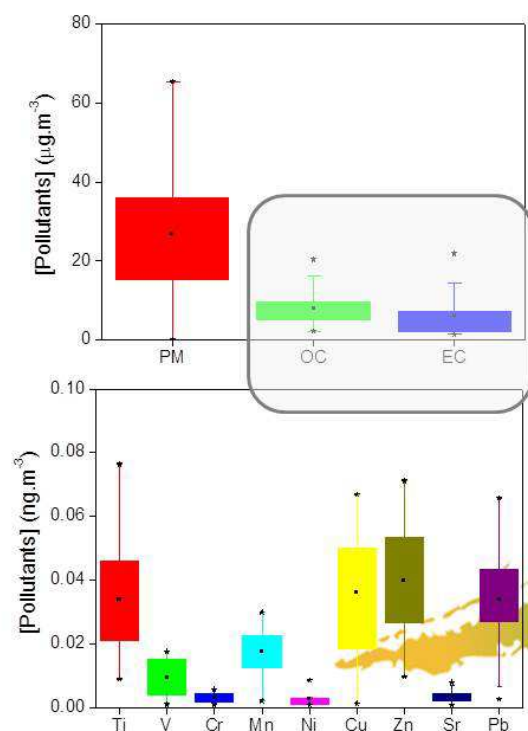 [Pollutants] (µg.m-3)
80
60
40
20
0
PM OC EC
[Pollutants] (ng.m-3)
0.10
0.08
0.06
0.04
0.02
0.00
Ti V Cr Mn Ni Cu Zn Sr Pb